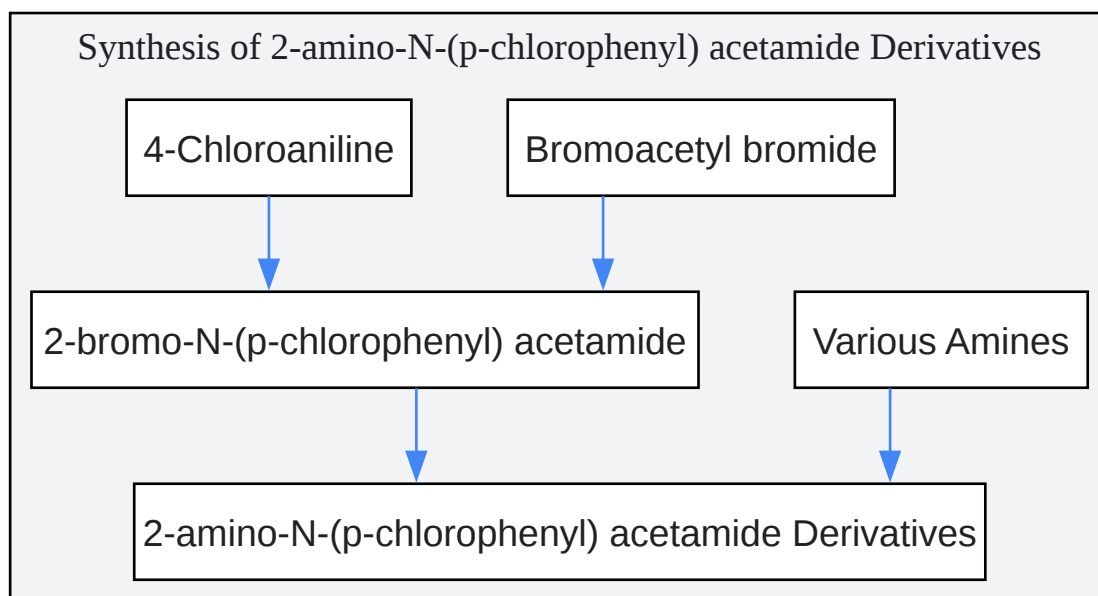 Synthesis of 2-amino-N-(p-chlorophenyl) acetamide Derivatives
4-Chloroaniline
Bromoacetyl bromide
2-bromo-N-(p-chlorophenyl) acetamide
Various Amines
2-amino-N-(p-chlorophenyl) acetamide Derivatives